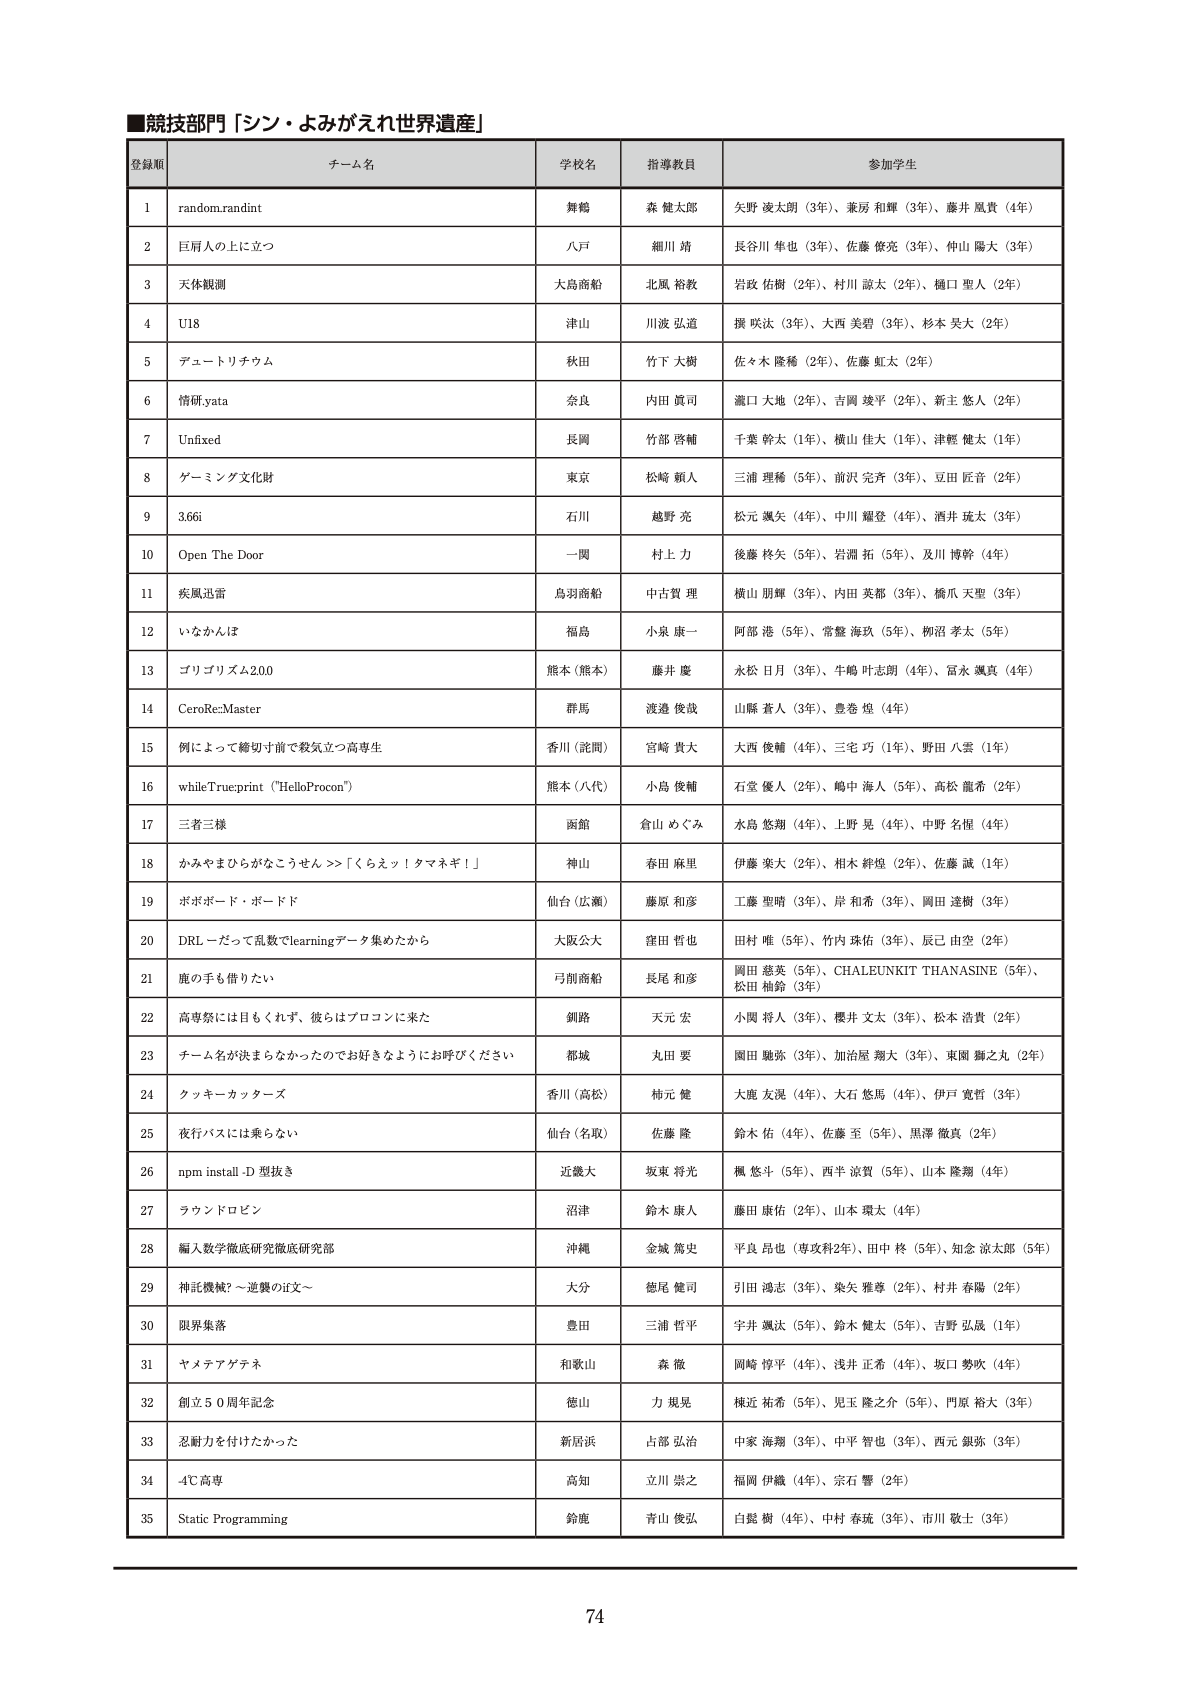 ■競技部門「シン・よみがえれ世界遺産」
登録順 チーム名 学校名 指導教員 参加学生
1 random.randint 舞鶴 森 健太郎 矢野 凌太朗（3年）、兼房 和輝（3年）、藤井 凰貴（4年）
2 巨肩人の上に立つ 八戸 細川 靖 長谷川 隼也（3年）、佐藤 僚亮（3年）、仲山 陽大（3年）
3 天体観測 大島商船 北風 裕教 岩政 佑樹（2年）、村川 諒太（2年）、樋口 聖人（2年）
4 U18 津山 川波 弘道 撰 咲汰（3年）、大西 美碧（3年）、杉本 昊大（2年）
5 デュートリチウム 秋田 竹下 大樹 佐々木 隆稀（2年）、佐藤 虹太（2年）
6 情研.yata 奈良 内田 眞司 瀧口 大地（2年）、吉岡 竣平（2年）、新主 悠人（2年）
7 Unfixed 長岡 竹部 啓輔 千葉 幹太（1年）、横山 佳大（1年）、津軽 健太（1年）
8 ゲーミング文化財 東京 松﨑 頼人 三浦 理稀（5年）、前沢 完斉（3年）、豆田 匠音（2年）
9 3.66i 石川 越野 亮 松元 颯矢（4年）、中川 耀登（4年）、酒井 琉太（3年）
10 Open The Door 一関 村上 力 後藤 柊矢（5年）、岩淵 拓（5年）、及川 博幹（4年）
11 疾風迅雷 鳥羽商船 中古賀 理 横山 朋輝（3年）、内田 英都（3年）、橋爪 天聖（3年）
12 いなかんぼ 福島 小泉 康一 阿部 港（5年）、常盤 海玖（5年）、柳沼 孝太（5年）
13 ゴリゴリズム2.0.0 熊本（熊本） 藤井 慶 永松 日月（3年）、牛嶋 叶志朗（4年）、冨永 颯真（4年）
14 CeroRe::Master 群馬 渡邉 俊哉 山縣 蒼人（3年）、豊巻 煌（4年）
15 例によって締切寸前で殺気立つ高専生 香川（詫間） 宮﨑 貴大 大西 俊輔（4年）、三宅 巧（1年）、野田 八雲（1年）
16 whileTrue:print（"HelloProcon"） 熊本（八代） 小島 俊輔 石堂 優人（2年）、嶋中 海人（5年）、髙松 龍希（2年）
17 三者三様 函館 倉山 めぐみ 水島 悠翔（4年）、上野 晃（4年）、中野 名惺（4年）
18 かみやまひらがなこうせん >>「くらえッ！タマネギ！」 神山 春田 麻里 伊藤 楽大（2年）、相木 絆煌（2年）、佐藤 誠（1年）
19 ボボボード・ボードド 仙台（広瀬） 藤原 和彦 工藤 聖晴（3年）、岸 和希（3年）、岡田 達樹（3年）
20 DRL ーだって乱数でlearningデータ集めたから 大阪公大 窪田 哲也 田村 唯（5年）、竹内 珠佑（3年）、辰己 由空（2年）
21 鹿の手も借りたい 弓削商船 長尾 和彦 岡田 慈英（5年）、CHALEUNKIT THANASINE（5年）、
松田 柚鈴（3年）
22 高専祭には目もくれず、彼らはプロコンに来た 釧路 天元 宏 小関 将人（3年）、櫻井 文太（3年）、松本 浩貴（2年）
23 チーム名が決まらなかったのでお好きなようにお呼びください 都城 丸田 要 園田 馳弥（3年）、加治屋 翔大（3年）、東園 獅之丸（2年）
24 クッキーカッターズ 香川（高松） 柿元 健 大鹿 友滉（4年）、大石 悠馬（4年）、伊戸 寛哲（3年）
25 夜行バスには乗らない 仙台（名取） 佐藤 隆 鈴木 佑（4年）、佐藤 至（5年）、黒澤 徹真（2年）
26 npm install -D 型抜き 近畿大 坂東 将光 楓 悠斗（5年）、西半 涼賀（5年）、山本 隆翔（4年）
27 ラウンドロビン 沼津 鈴木 康人 藤田 康佑（2年）、山本 環太（4年）
28 編入数学徹底研究徹底研究部 沖縄 金城 篤史 平良 昂也（専攻科2年）、田中 柊（5年）、知念 涼太郎（5年）
29 神託機械? ～逆襲のif文～ 大分 徳尾 健司 引田 鴻志（3年）、染矢 雅尊（2年）、村井 春陽（2年）
30 限界集落 豊田 三浦 哲平 宇井 颯汰（5年）、鈴木 健太（5年）、吉野 弘晟（1年）
31 ヤメテアゲテネ 和歌山 森 徹 岡崎 惇平（4年）、浅井 正希（4年）、坂口 勢吹（4年）
32 創立５０周年記念 徳山 力 規晃 棟近 祐希（5年）、児玉 隆之介（5年）、門原 裕大（3年）
33 忍耐力を付けたかった 新居浜 占部 弘治 中家 海翔（3年）、中平 智也（3年）、西元 銀弥（3年）
34 -4℃高専 高知 立川 崇之 福岡 伊織（4年）、宗石 響（2年）
35 Static Programming 鈴鹿 青山 俊弘 白髭 樹（4年）、中村 春琉（3年）、市川 敬士（3年）
74